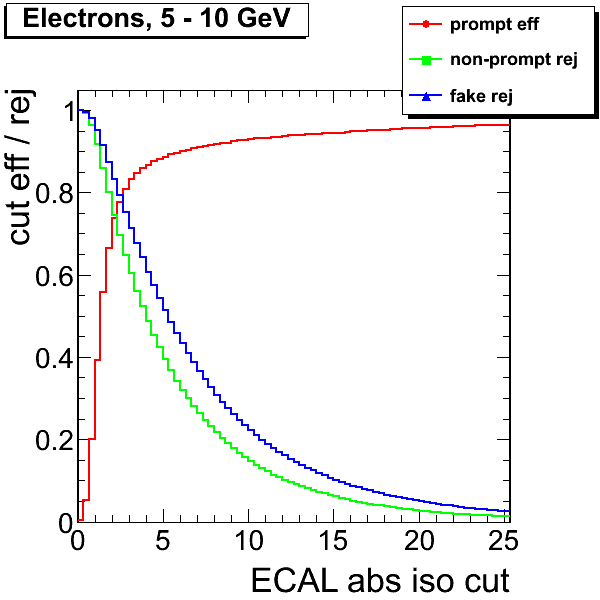 Electrons, 5 - 10 GeV
prompt eff
non-prompt rej
fake rej
cut eff / rej
1
0.8
0.6
0.4
0.2
0
0 5 10 15 20 25
ECAL abs iso cut